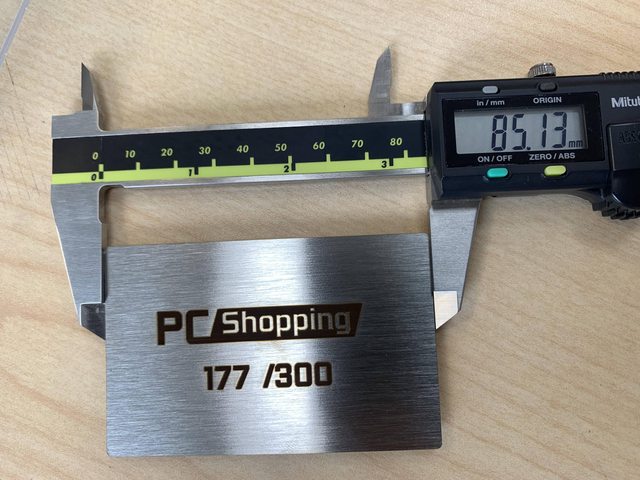 in / mm ORIGIN
85.13 mm
ON / OFF ZERO / ABS
0 10 20 30 40 50 60 70 80
0 1 2 3
PC Shopping
177 /300